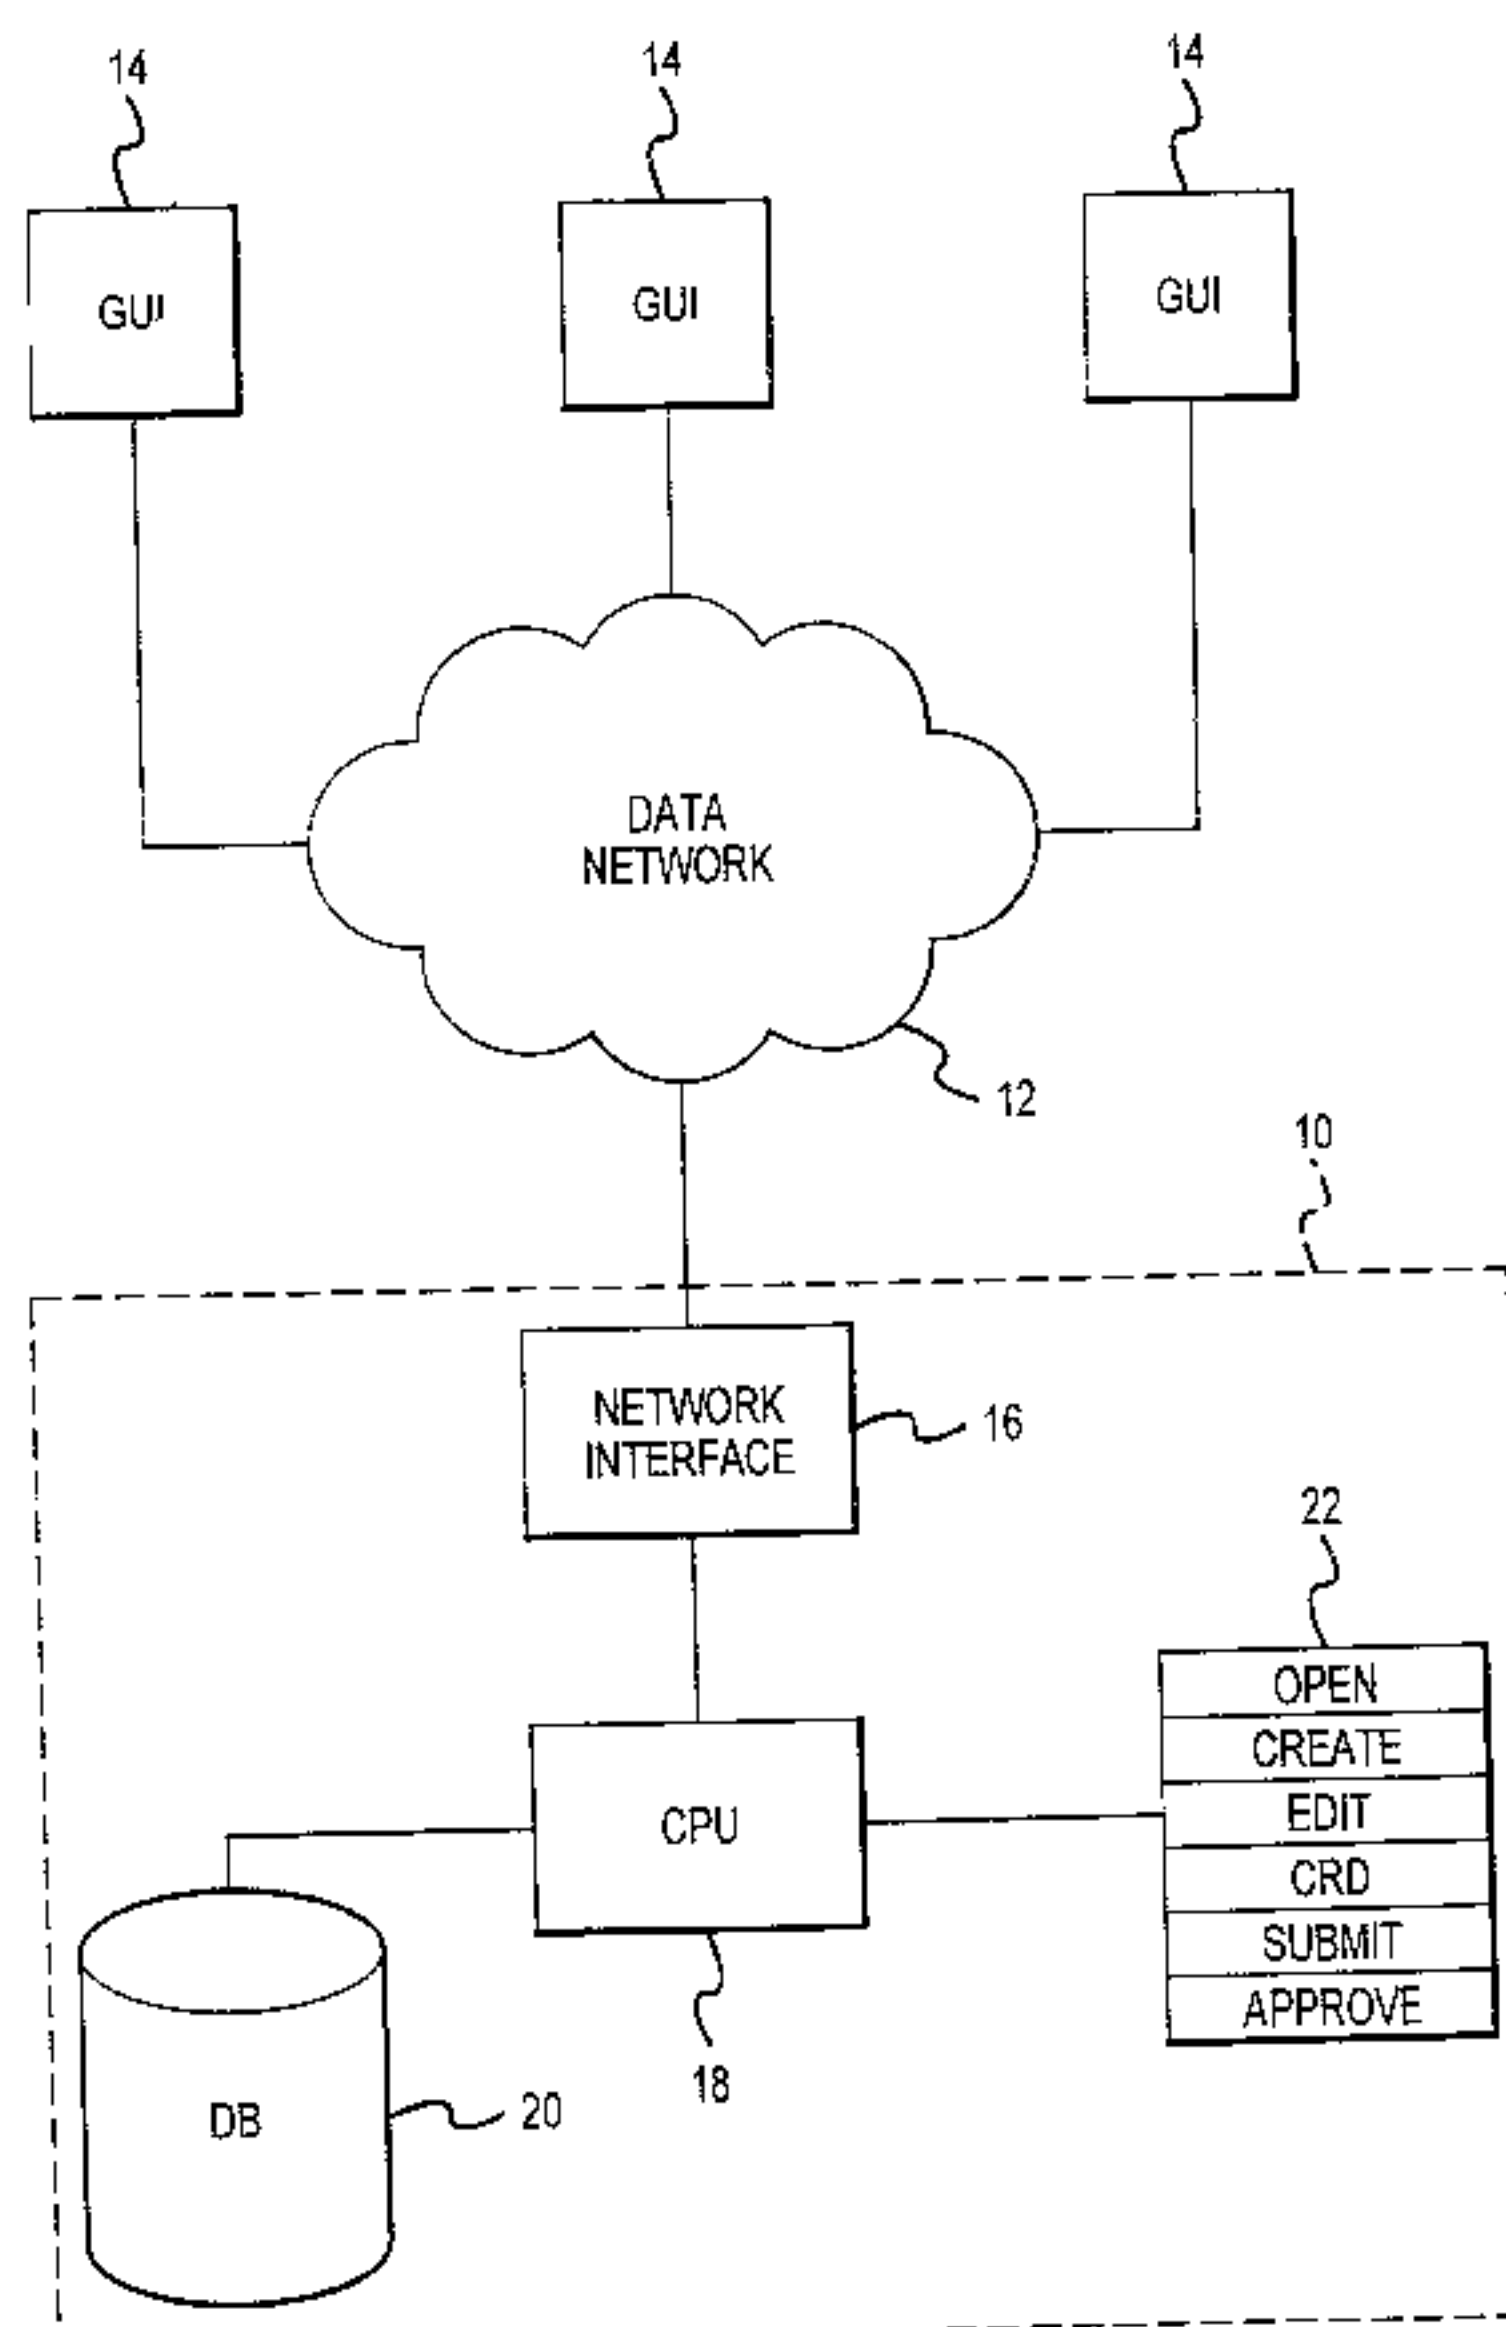 14
14
14
GUI
GUI
GUI
DATA
NETWORK
12
10
NETWORK
INTERFACE
16
22
OPEN
CREATE
EDIT
CRD
SUBMIT
APPROVE
CPU
18
DB
20